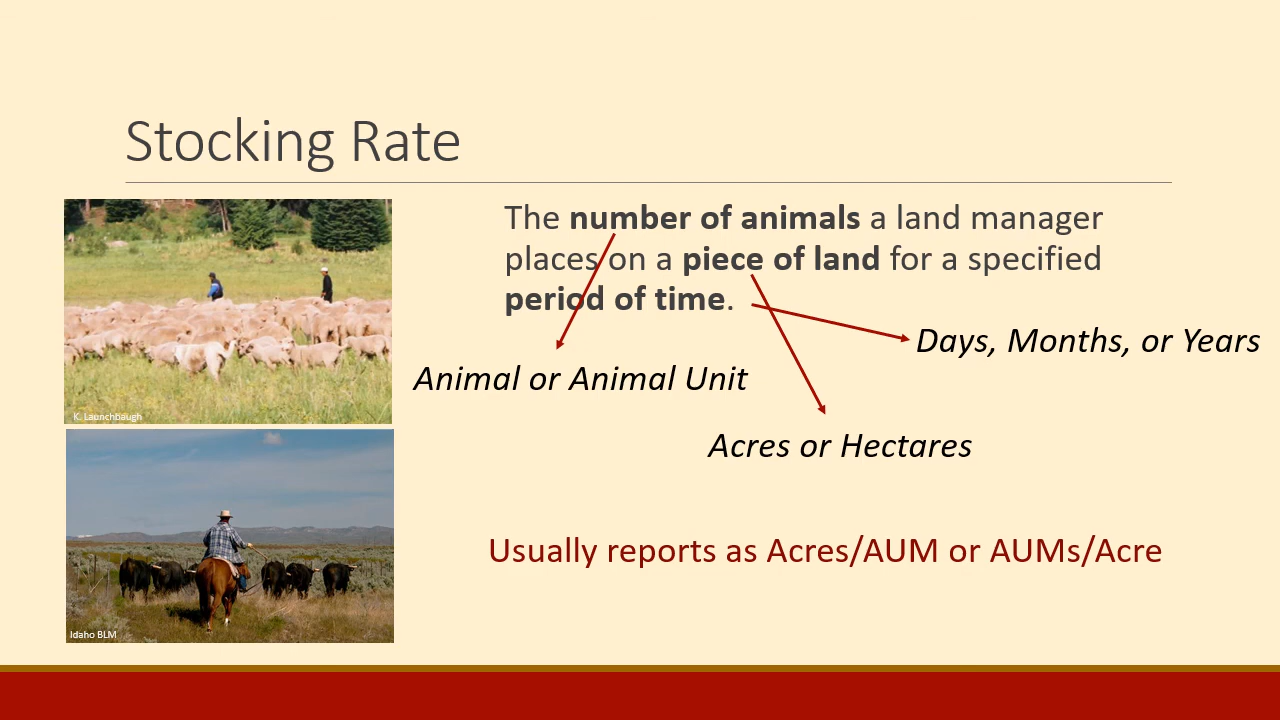 Stocking Rate
The number of animals a land manager
places on a piece of land for a specified
period of time.
Days, Months, or Years
Animal or Animal Unit
K. Launchbaugh
Acres or Hectares
Usually reports as Acres/AUM or AUMs/Acre
Idaho BLM